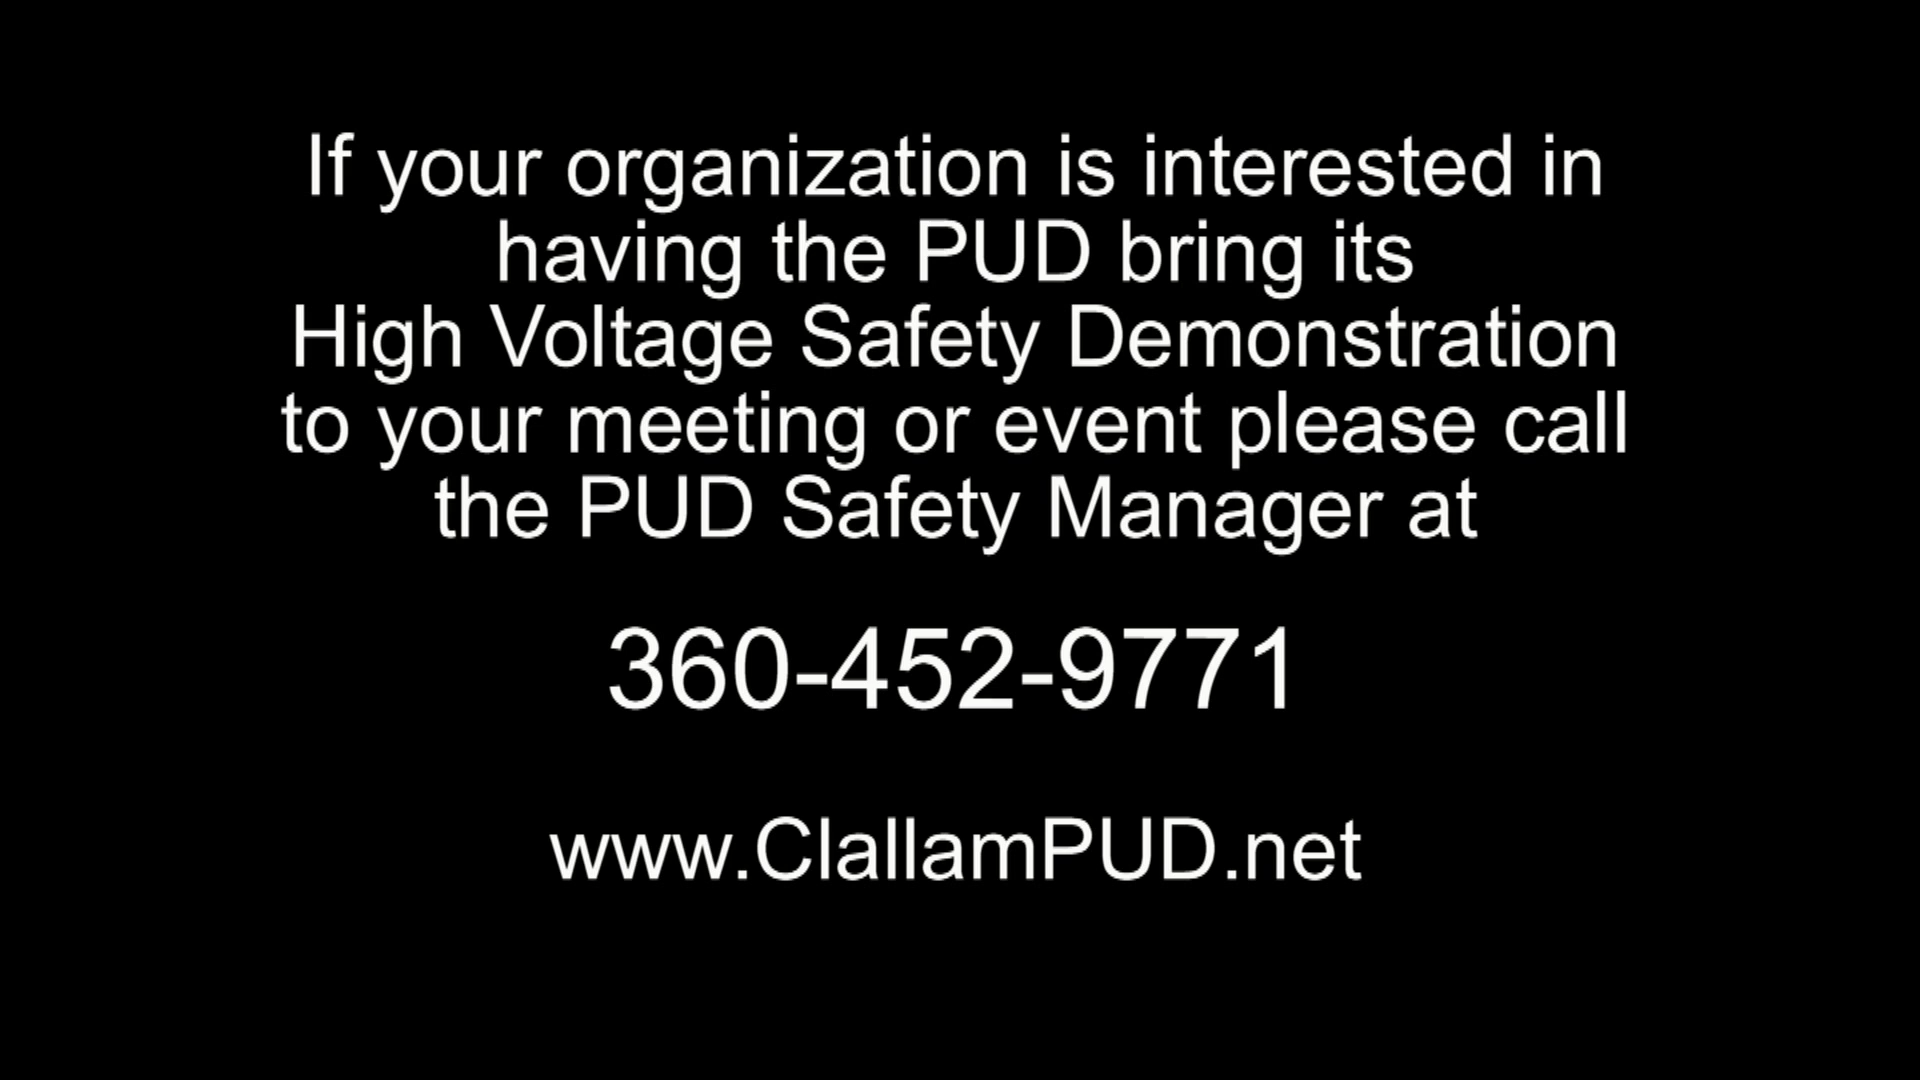 If your organization is interested in
having the PUD bring its
High Voltage Safety Demonstration
to your meeting or event please call
the PUD Safety Manager at
360-452-9771
www.ClallamPUD.net